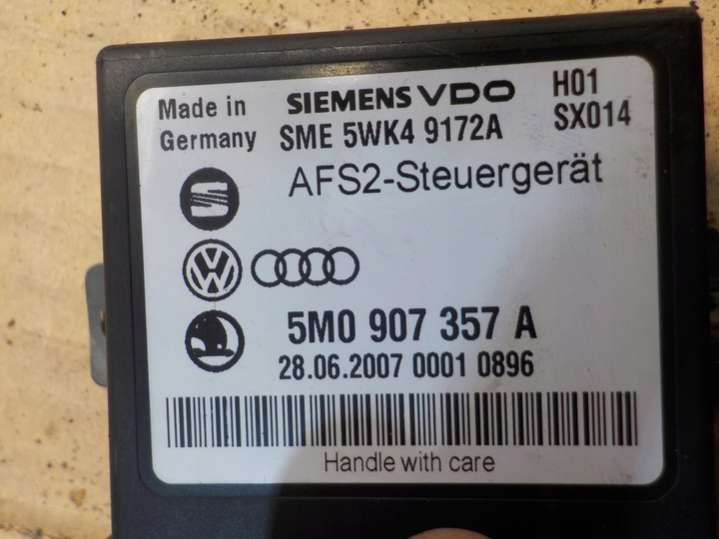 Made in Germany
SIEMENS VDO
SME 5WK4 9172A
H01
SX014
AFS2-Steuergerät
5M0 907 357 A
28.06.2007 0001 0896
Handle with care